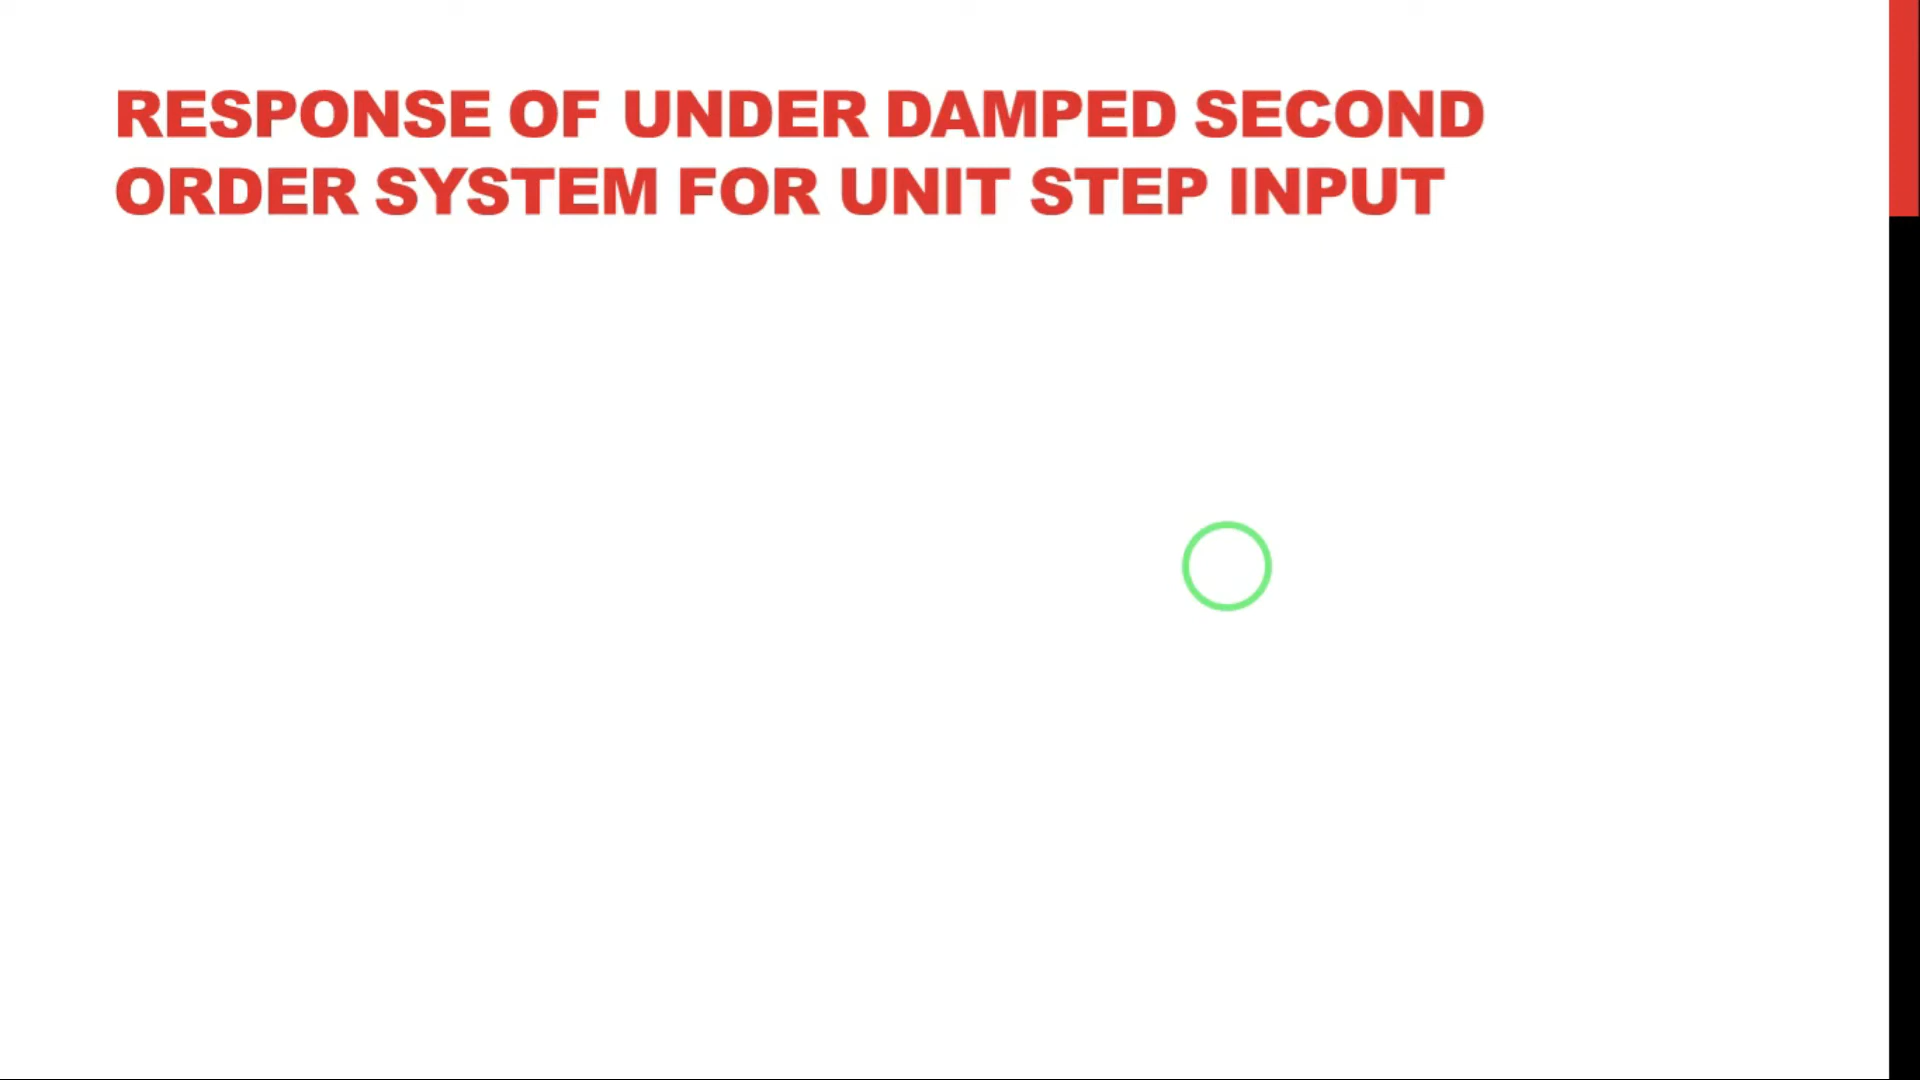 RESPONSE OF UNDER DAMPED SECOND
ORDER SYSTEM FOR UNIT STEP INPUT